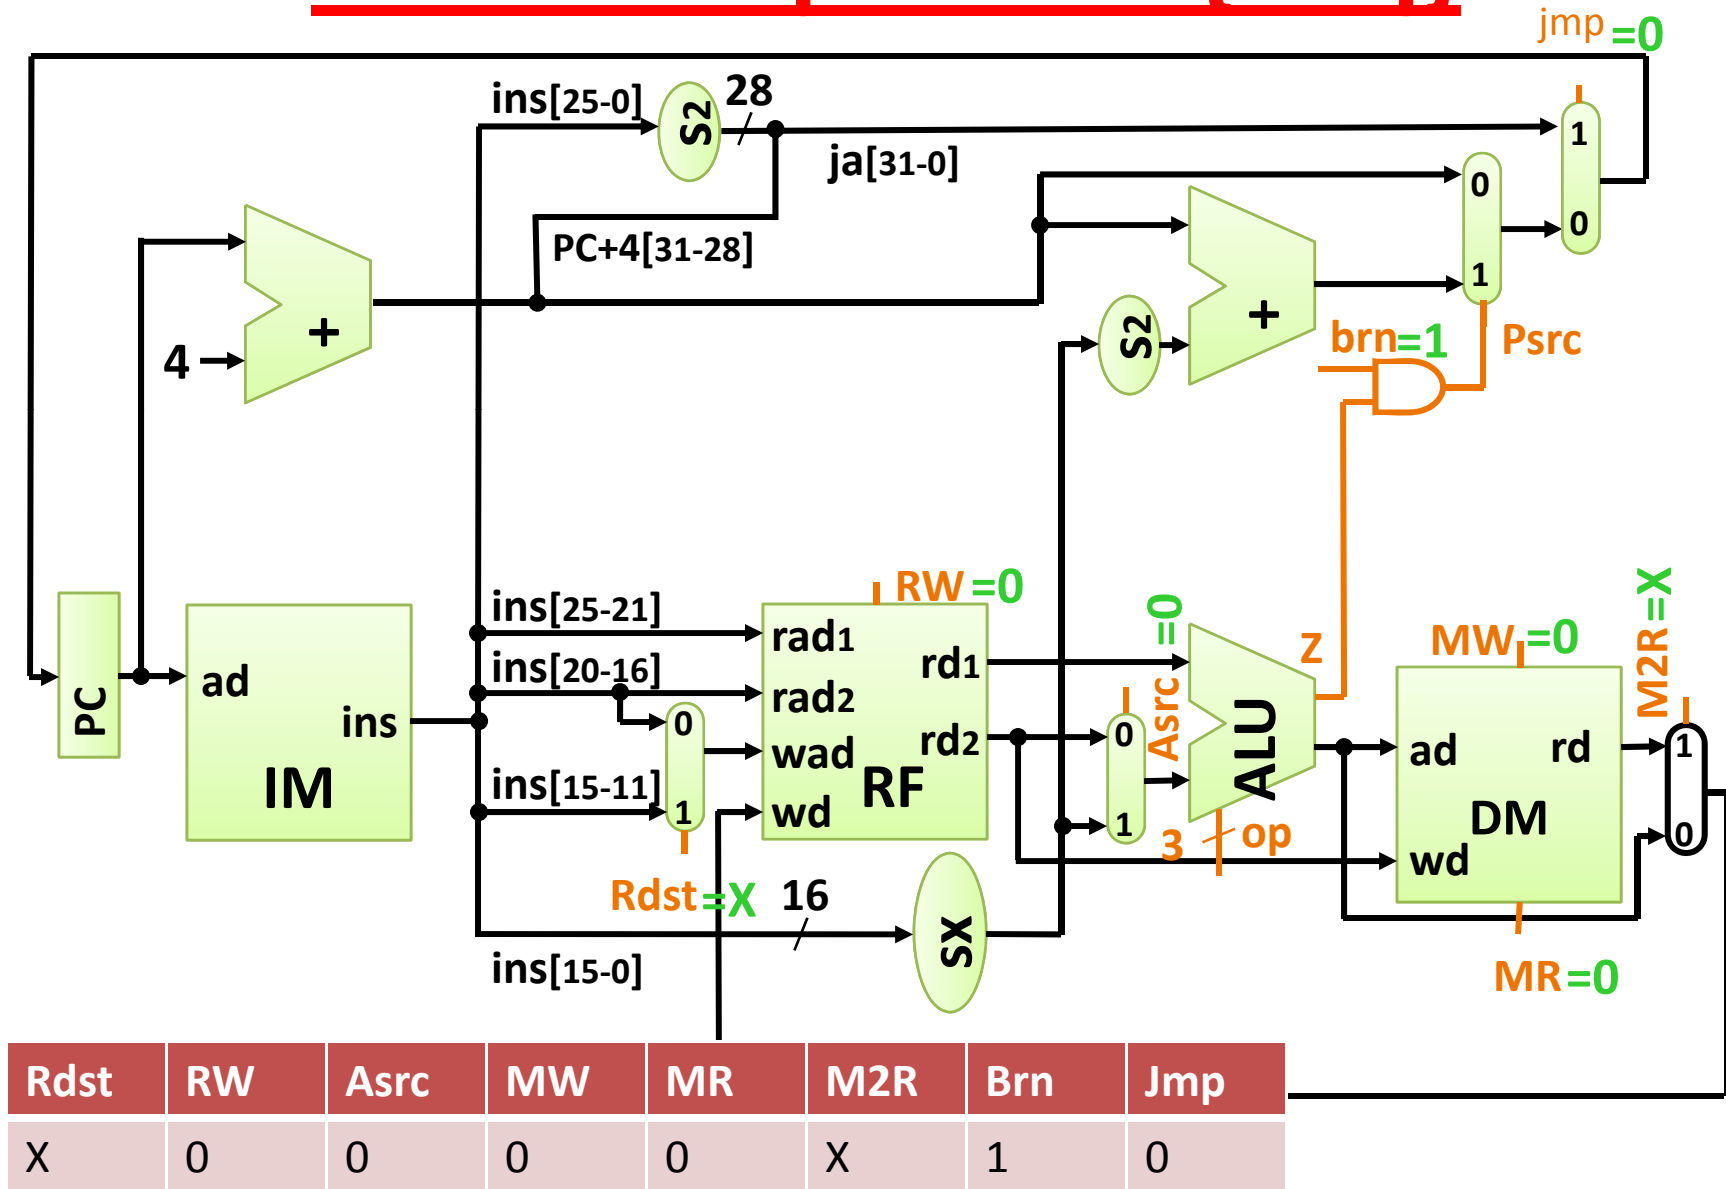 jmp =0
ins[25-0]
S2
28
1
ja[31-0]
0
0
PC+4[31-28]
1
+
+
S2
4
brn=1
Psrc
ins[25-21]
RW =0
=0
M2R=X
rad1
Z
MW =0
ins[20-16]
rd1
ad
rad2
Asrc
PC
ins
0
wad
rd2
0
ALU
ad
rd
1
IM
ins[15-11]
RF
1
wd
1
DM
0
3
op
wd
Rdst=X
16
sx
ins[15-0]
MR=0
Rdst RW Asrc MW MR M2R Brn Jmp
X 0 0 0 0 X 1 0